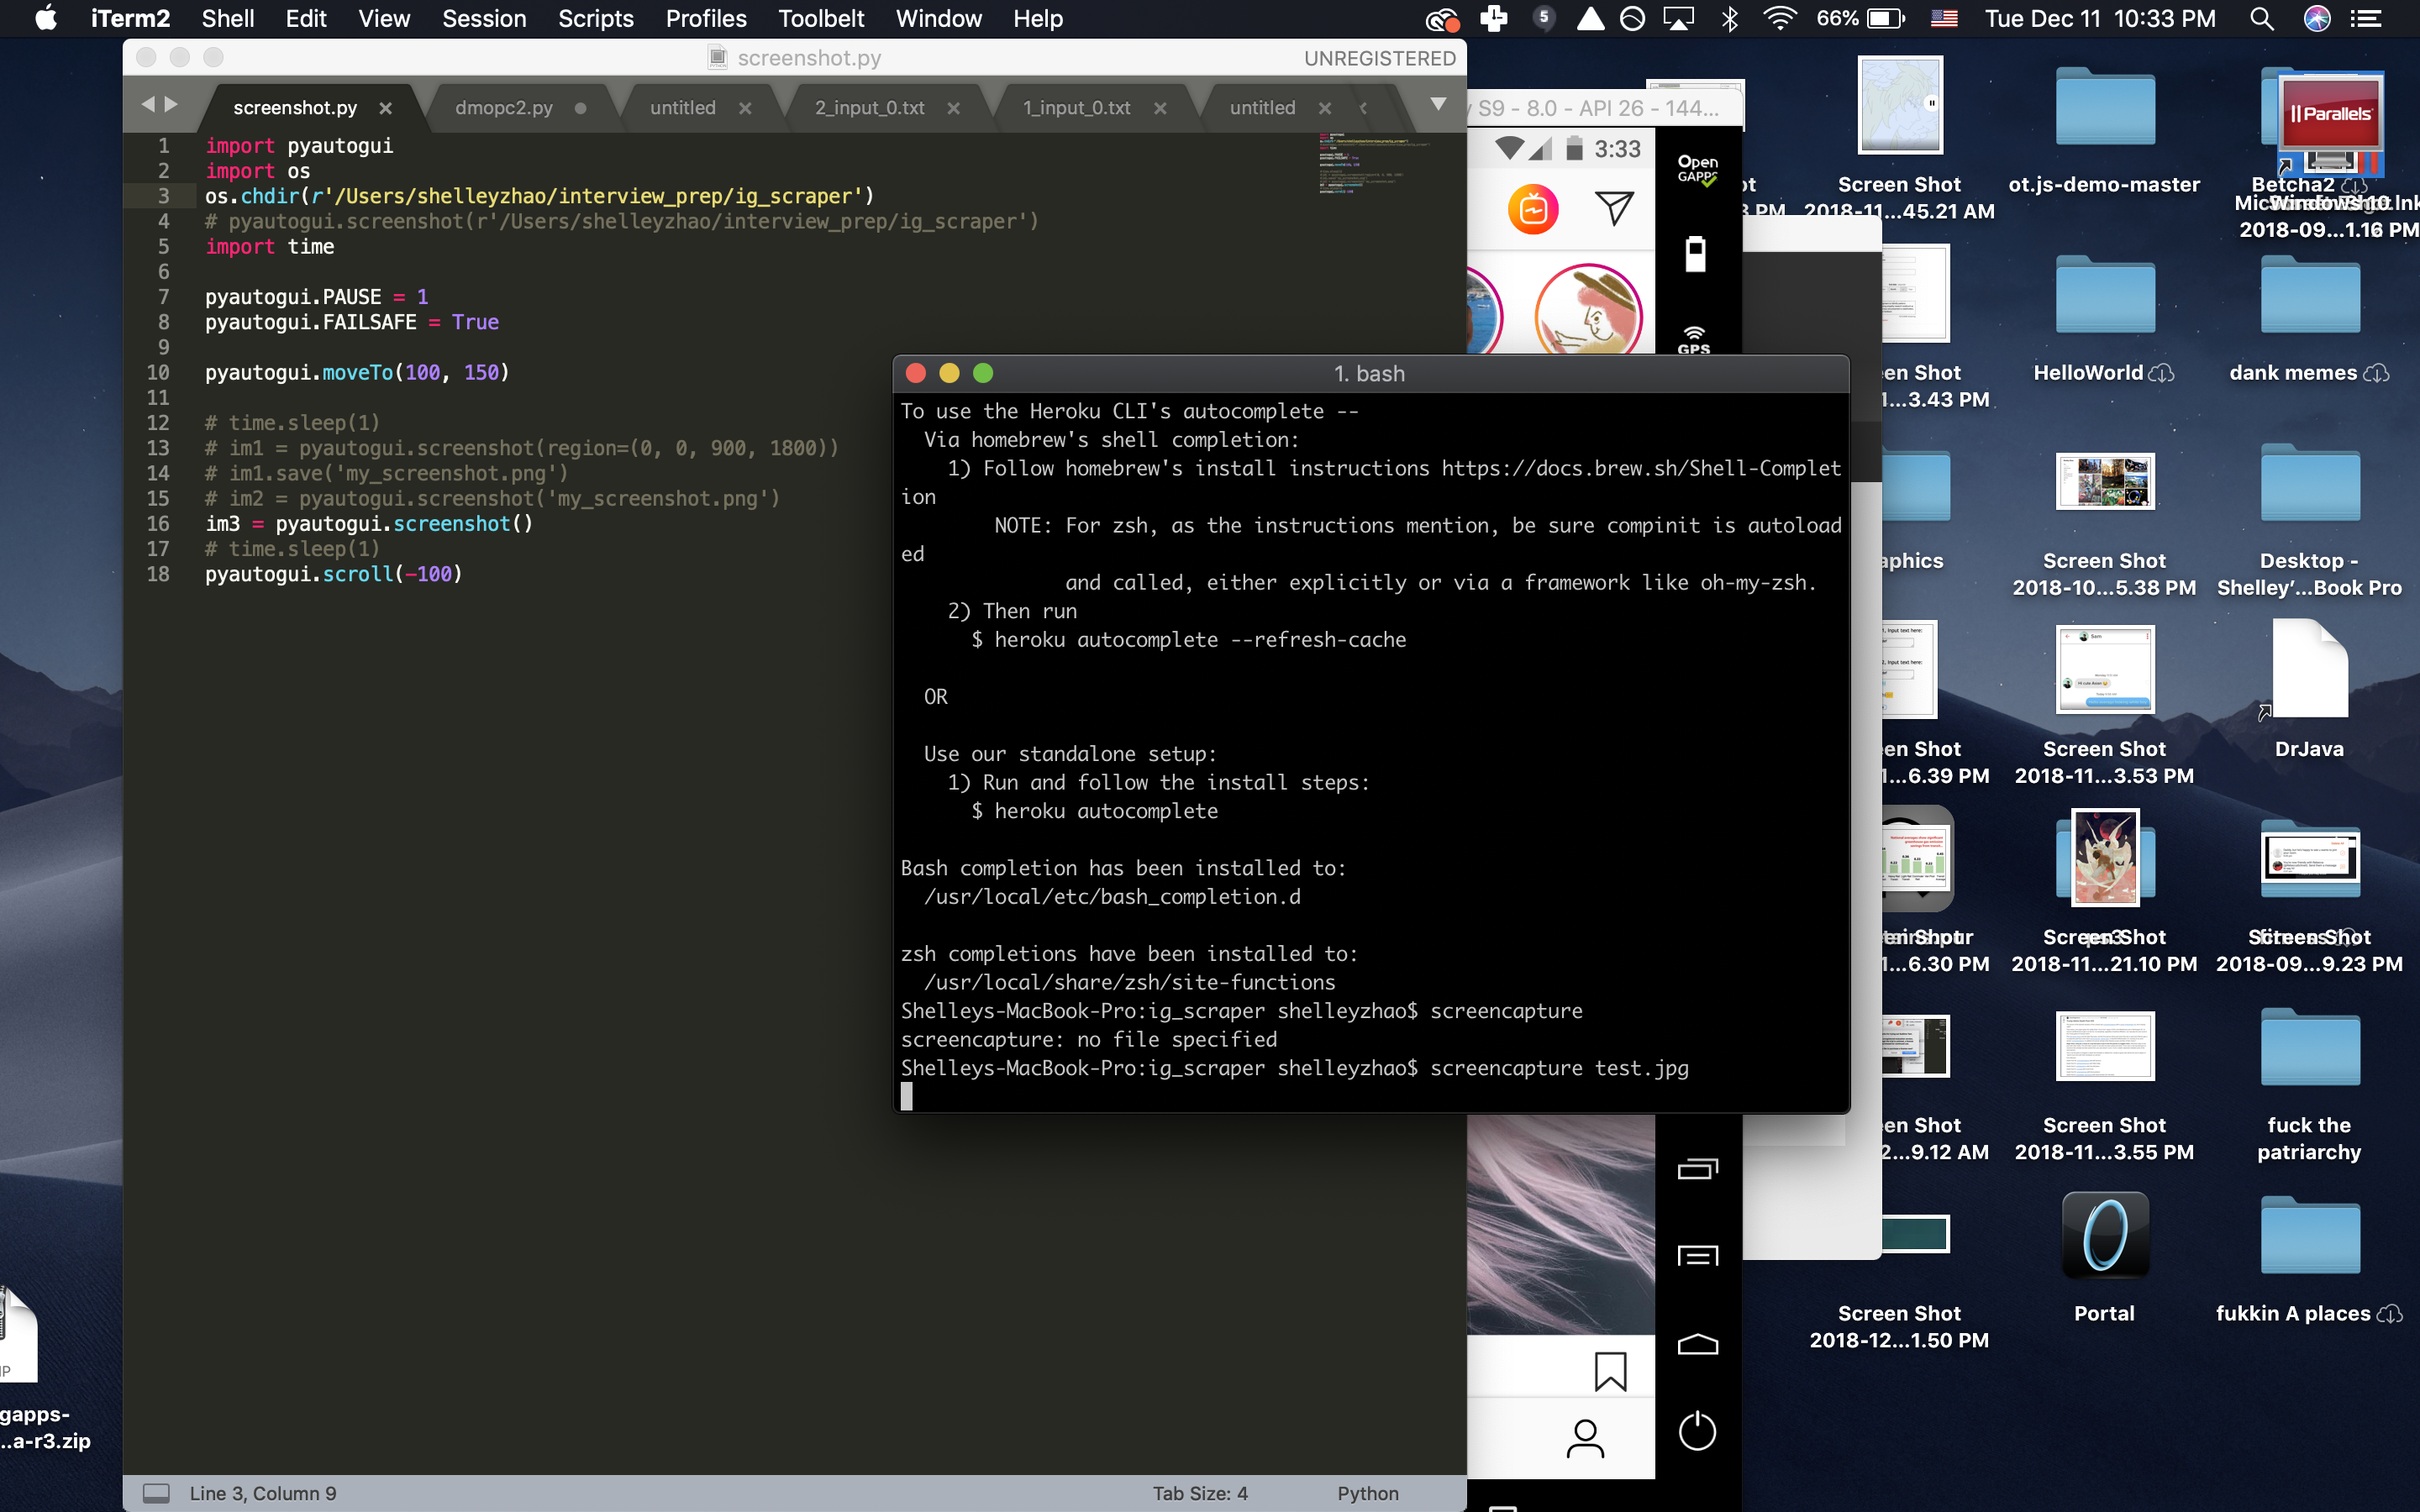 iTerm2 Shell Edit View Session Scripts Profiles Toolbelt Window Help
5 66% Tue Dec 11 10:33 PM
screenshot.py UNREGISTERED
screenshot.py dmopc2.py untitled 2_input_0.txt 1_input_0.txt untitled
1 import pyautogui
2 import os
3 os.chdir(r'/Users/shelleyzhao/interview_prep/ig_scraper')
4 # pyautogui.screenshot(r'/Users/shelleyzhao/interview_prep/ig_scraper')
5 import time
6
7 pyautogui.PAUSE = 1
8 pyautogui.FAILSAFE = True
9
10 pyautogui.moveTo(100, 150)
11
12 # time.sleep(1)
13 # im1 = pyautogui.screenshot(region=(0, 0, 900, 1800))
14 # im1.save('my_screenshot.png')
15 # im2 = pyautogui.screenshot('my_screenshot.png')
16 im3 = pyautogui.screenshot()
17 # time.sleep(1)
18 pyautogui.scroll(-100)
Line 3, Column 9 Tab Size: 4 Python
1. bash
To use the Heroku CLI's autocomplete --
Via homebrew's shell completion:
1) Follow homebrew's install instructions https://docs.brew.sh/Shell-Complet
ion
NOTE: For zsh, as the instructions mention, be sure compinit is autoload
ed
and called, either explicitly or via a framework like oh-my-zsh.
2) Then run
$ heroku autocomplete --refresh-cache
OR
Use our standalone setup:
1) Run and follow the install steps:
$ heroku autocomplete
Bash completion has been installed to:
/usr/local/etc/bash_completion.d
zsh completions have been installed to:
/usr/local/share/zsh/site-functions
Shelleys-MacBook-Pro:ig_scraper shelleyzhao$ screencapture
screencapture: no file specified
Shelleys-MacBook-Pro:ig_scraper shelleyzhao$ screencapture test.jpg
S9 - 8.0 - API 26 - 144...
3:33
Open
GAPPS
GPS
ot
3 PM
Screen Shot
2018-11...45.21 AM
ot.js-demo-master
Betcha2
Windows 10.lnk
2018-09...1.16 PM
Parallels
en Shot
1...3.43 PM
HelloWorld
dank memes
aphics
Screen Shot
2018-10...5.38 PM
Desktop -
Shelley’...Book Pro
en Shot
1...6.39 PM
Screen Shot
2018-11...3.53 PM
DrJava
1...6.30 PM
Screen Shot
ps3
2018-11...21.10 PM
Screen Shot
fitness
2018-09...9.23 PM
en Shot
2...9.12 AM
Screen Shot
2018-11...3.55 PM
fuck the
patriarchy
Screen Shot
2018-12...1.50 PM
Portal
fukkin A places
IP
gapps-
...a-r3.zip